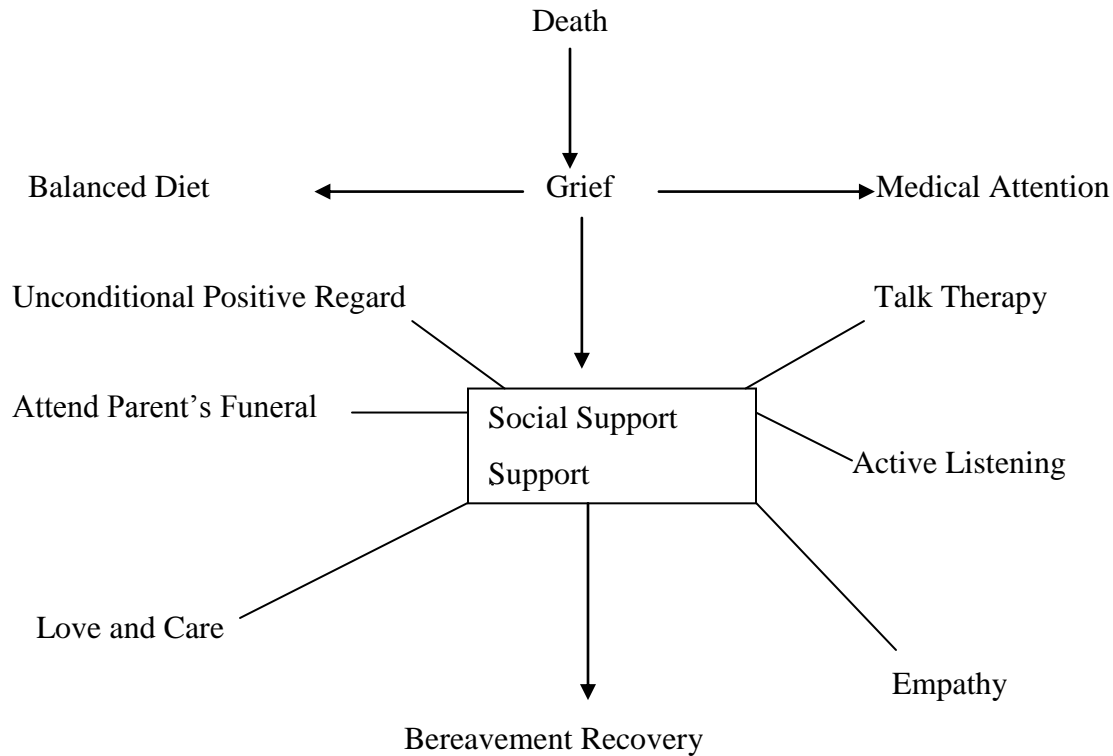 Death
Balanced Diet
Grief
Medical Attention
Unconditional Positive Regard
Talk Therapy
Attend Parent’s Funeral
Social Support
Support
Active Listening
Love and Care
Empathy
Bereavement Recovery